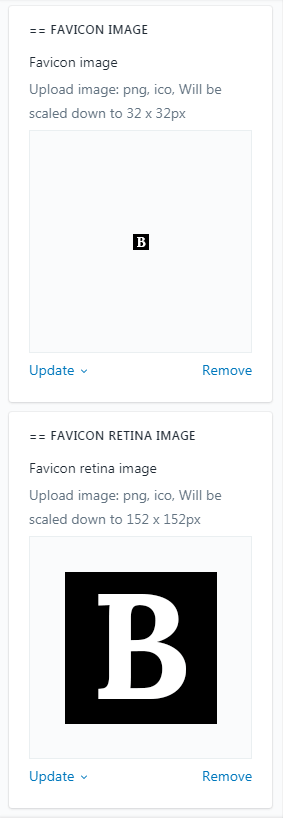 == FAVICON IMAGE
Favicon image
Upload image: png, ico, Will be
scaled down to 32 x 32px
B
Update
Remove
== FAVICON RETINA IMAGE
Favicon retina image
Upload image: png, ico, Will be
scaled down to 152 x 152px
B
Update
Remove